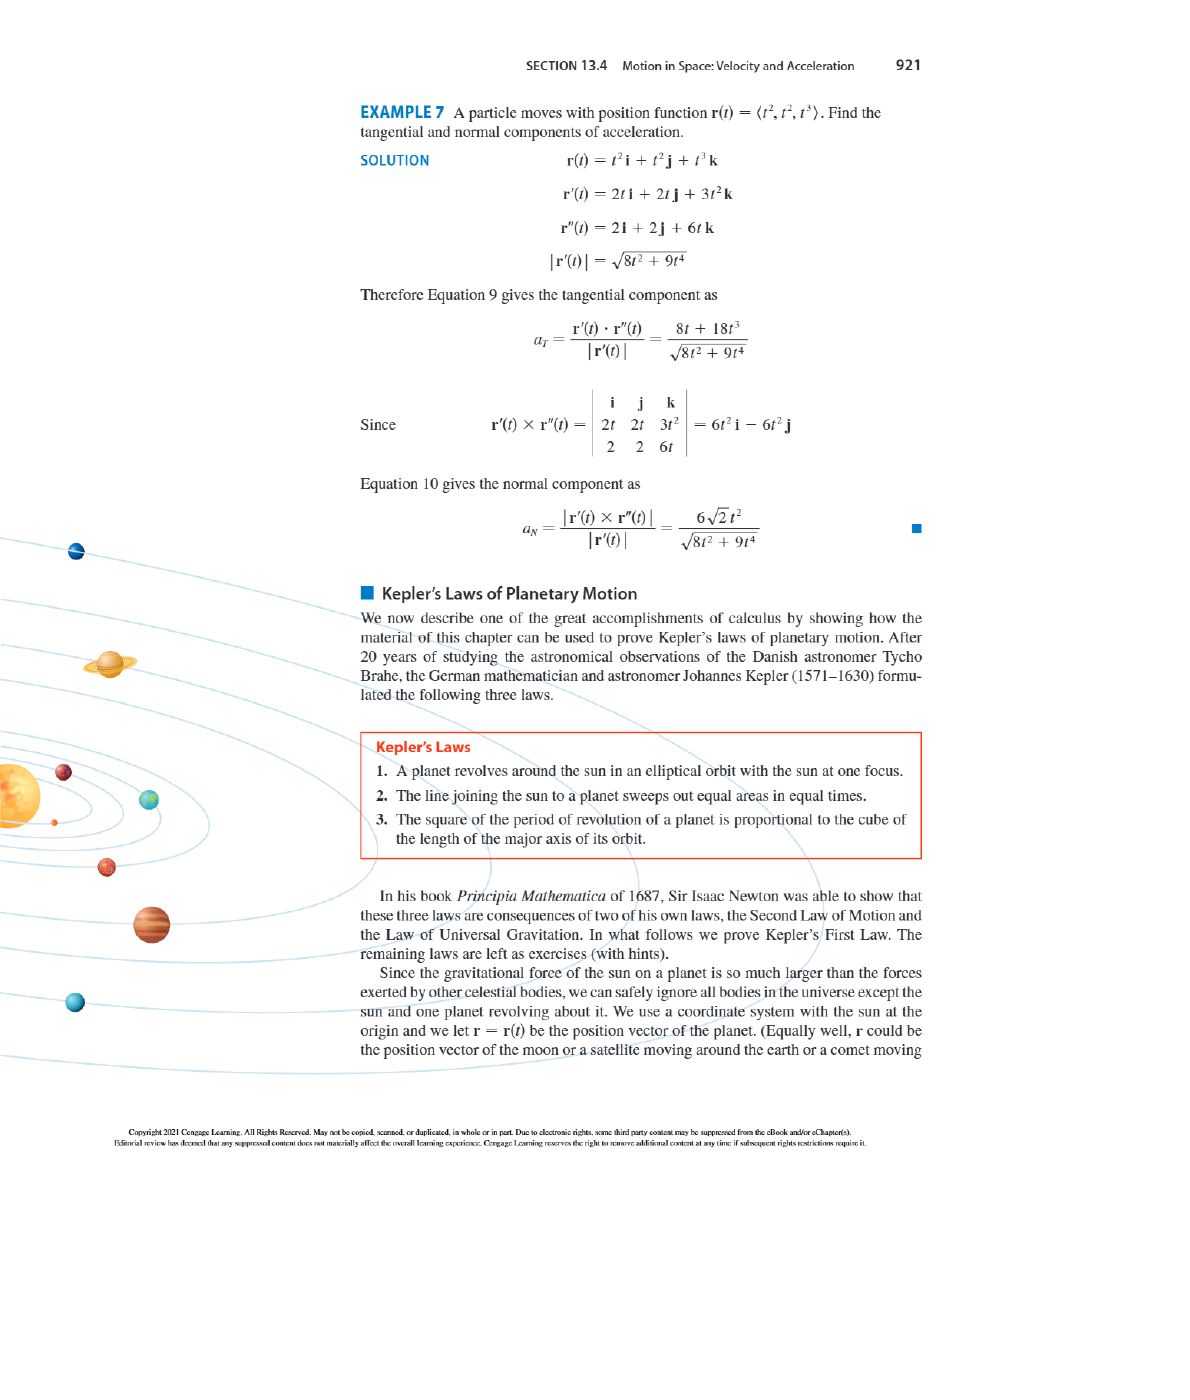 SECTION 13.4 Motion in Space: Velocity and Acceleration 921
EXAMPLE 7 A particle moves with position function r(t) = ⟨t², t², t³⟩. Find the
tangential and normal components of acceleration.
SOLUTION r(t) = t² i + t² j + t³ k
r′(t) = 2t i + 2t j + 3t² k
r″(t) = 2 i + 2 j + 6t k
|r′(t)| = √(8t² + 9t⁴)
Therefore Equation 9 gives the tangential component as
a_T = r′(t) · r″(t) / |r′(t)| = (8t + 18t³) / √(8t² + 9t⁴)
i j k
Since r′(t) × r″(t) = | 2t 2t 3t² | = 6t² i − 6t² j
2 2 6t
Equation 10 gives the normal component as
a_N = |r′(t) × r″(t)| / |r′(t)| = 6√2 t² / √(8t² + 9t⁴)
Kepler's Laws of Planetary Motion
We now describe one of the great accomplishments of calculus by showing how the
material of this chapter can be used to prove Kepler's laws of planetary motion. After
20 years of studying the astronomical observations of the Danish astronomer Tycho
Brahe, the German mathematician and astronomer Johannes Kepler (1571–1630) formu-
lated the following three laws.
Kepler's Laws
1. A planet revolves around the sun in an elliptical orbit with the sun at one focus.
2. The line joining the sun to a planet sweeps out equal areas in equal times.
3. The square of the period of revolution of a planet is proportional to the cube of
the length of the major axis of its orbit.
In his book Principia Mathematica of 1687, Sir Isaac Newton was able to show that
these three laws are consequences of two of his own laws, the Second Law of Motion and
the Law of Universal Gravitation. In what follows we prove Kepler's First Law. The
remaining laws are left as exercises (with hints).
Since the gravitational force of the sun on a planet is so much larger than the forces
exerted by other celestial bodies, we can safely ignore all bodies in the universe except the
sun and one planet revolving about it. We use a coordinate system with the sun at the
origin and we let r = r(t) be the position vector of the planet. (Equally well, r could be
the position vector of the moon or a satellite moving around the earth or a comet moving
Copyright 2021 Cengage Learning. All Rights Reserved. May not be copied, scanned, or duplicated, in whole or in part. Due to electronic rights, some third party content may be suppressed from the eBook and/or eChapter(s).
Editorial review has deemed that any suppressed content does not materially affect the overall learning experience. Cengage Learning reserves the right to remove additional content at any time if subsequent rights restrictions require it.